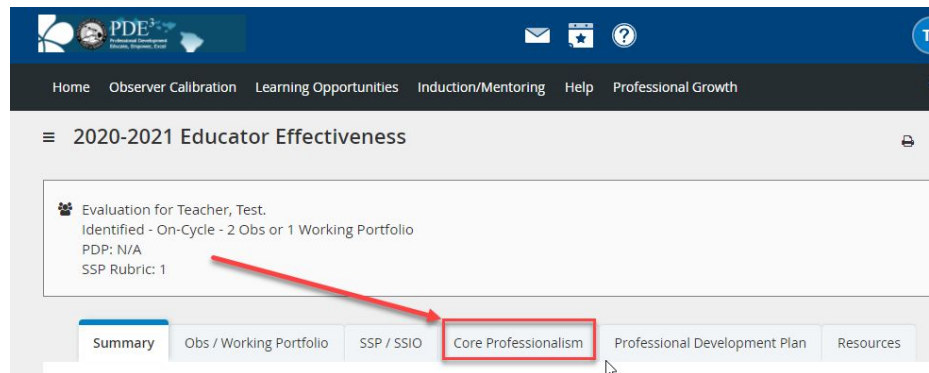 PDE³
Professional Development
Educate, Empower, Excel
T
Home Observer Calibration Learning Opportunities Induction/Mentoring Help Professional Growth
2020-2021 Educator Effectiveness
Evaluation for Teacher, Test.
Identified - On-Cycle - 2 Obs or 1 Working Portfolio
PDP: N/A
SSP Rubric: 1
Summary Obs / Working Portfolio SSP / SSIO Core Professionalism Professional Development Plan Resources